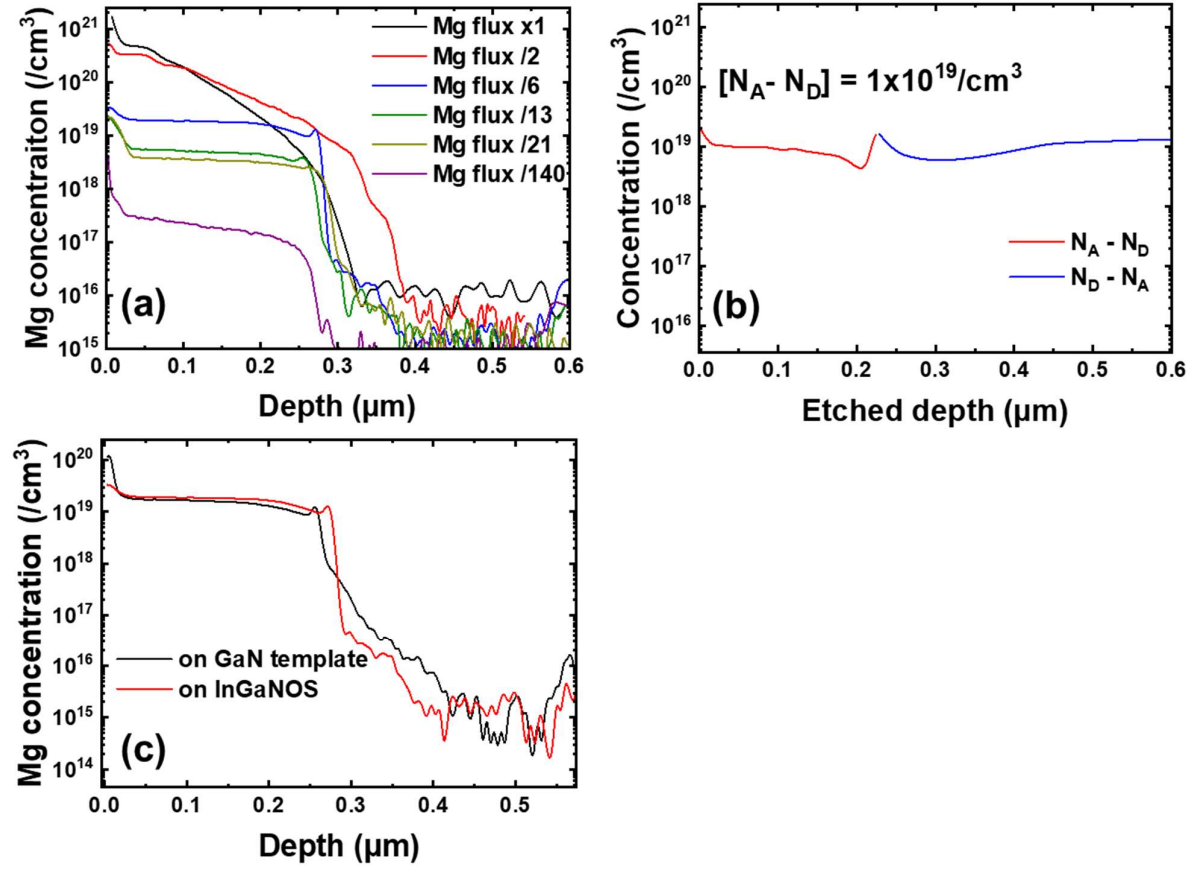 Mg concentraiton (/cm³)
10²¹
10²⁰
10¹⁹
10¹⁸
10¹⁷
10¹⁶
10¹⁵
Mg flux x1
Mg flux /2
Mg flux /6
Mg flux /13
Mg flux /21
Mg flux /140
(a)
0.0 0.1 0.2 0.3 0.4 0.5 0.6
Depth (µm)
Concentration (/cm³)
10²¹
10²⁰
10¹⁹
10¹⁸
10¹⁷
10¹⁶
[N_A- N_D] = 1x10¹⁹/cm³
N_A - N_D
N_D - N_A
(b)
0.0 0.1 0.2 0.3 0.4 0.5 0.6
Etched depth (µm)
Mg concentration (/cm³)
10²⁰
10¹⁹
10¹⁸
10¹⁷
10¹⁶
10¹⁵
10¹⁴
on GaN template
on InGaNOS
(c)
0.0 0.1 0.2 0.3 0.4 0.5
Depth (µm)